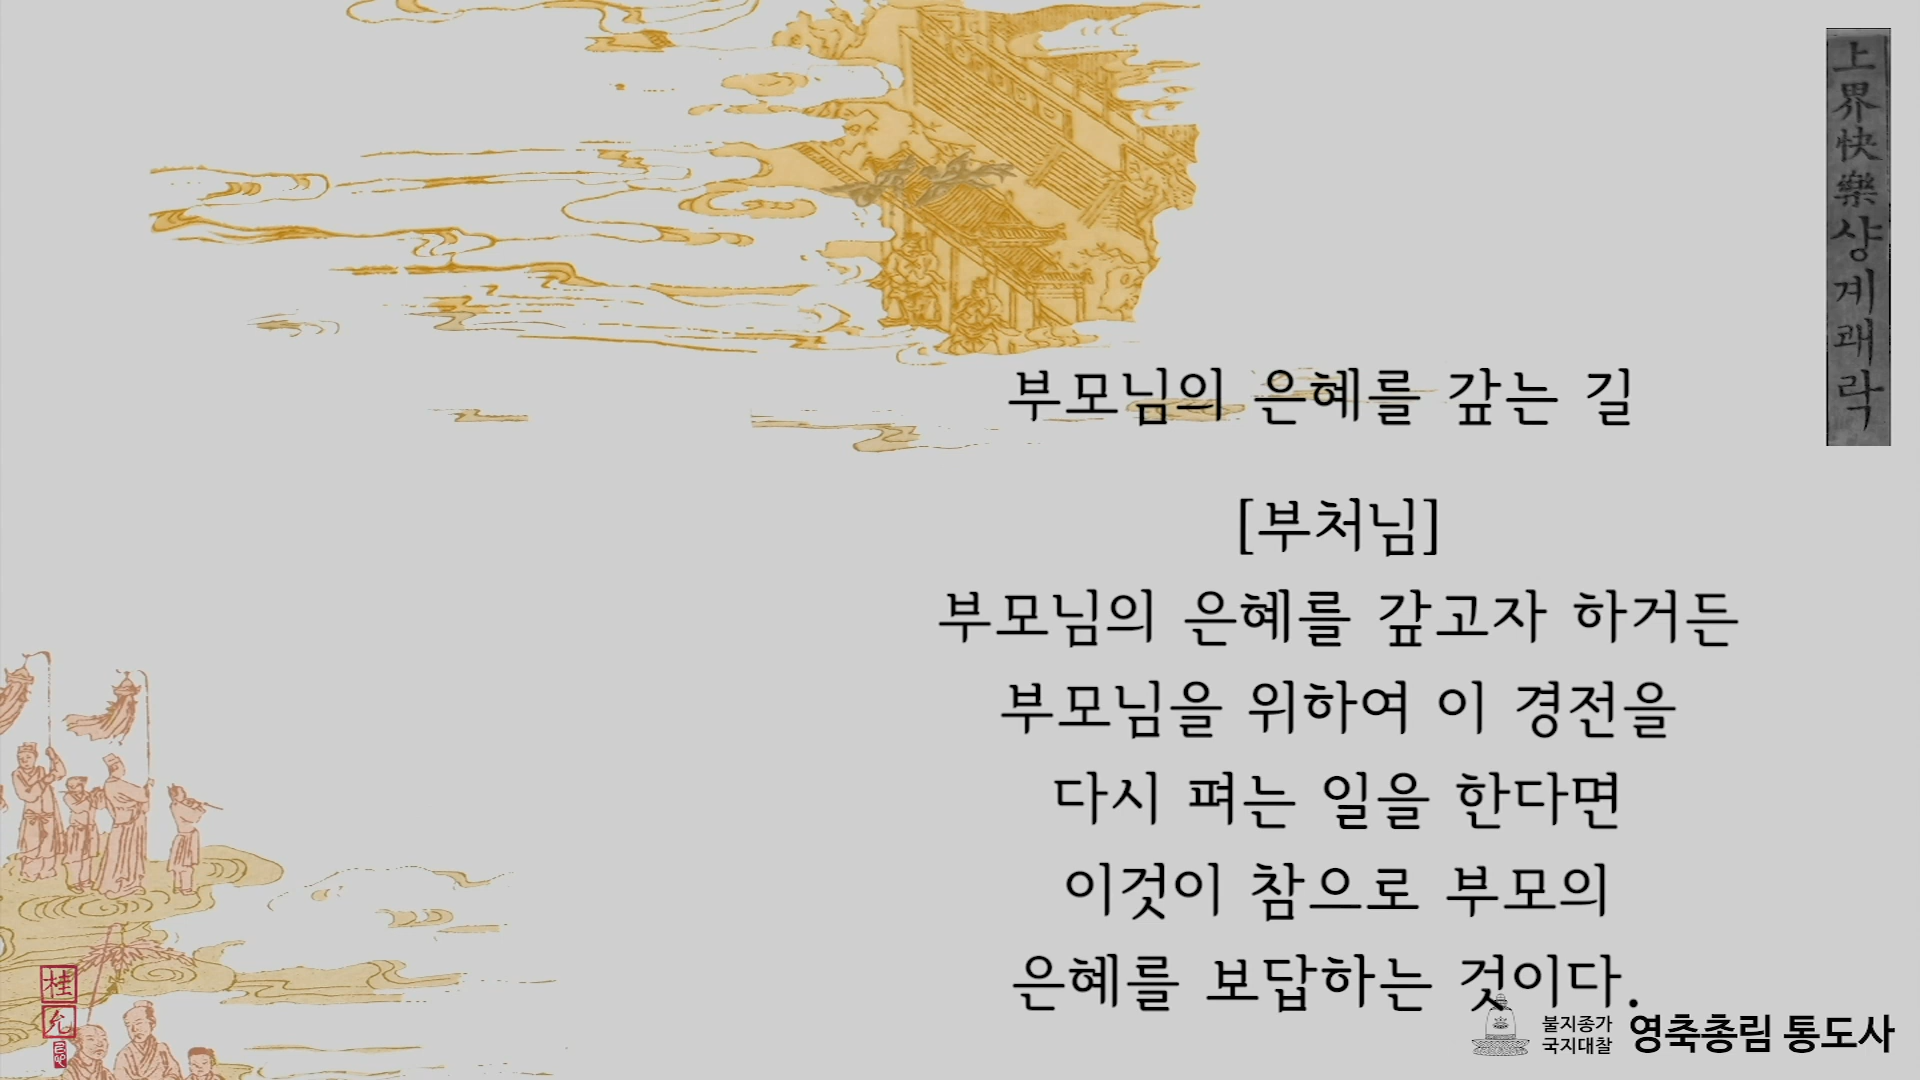 上界快樂샹계쾌락
부모님의 은혜를 갚는 길
[부처님]
부모님의 은혜를 갚고자 하거든
부모님을 위하여 이 경전을
다시 펴는 일을 한다면
이것이 참으로 부모의
은혜를 보답하는 것이다.
불지종가
국지대찰
영축총림 통도사
桂
允